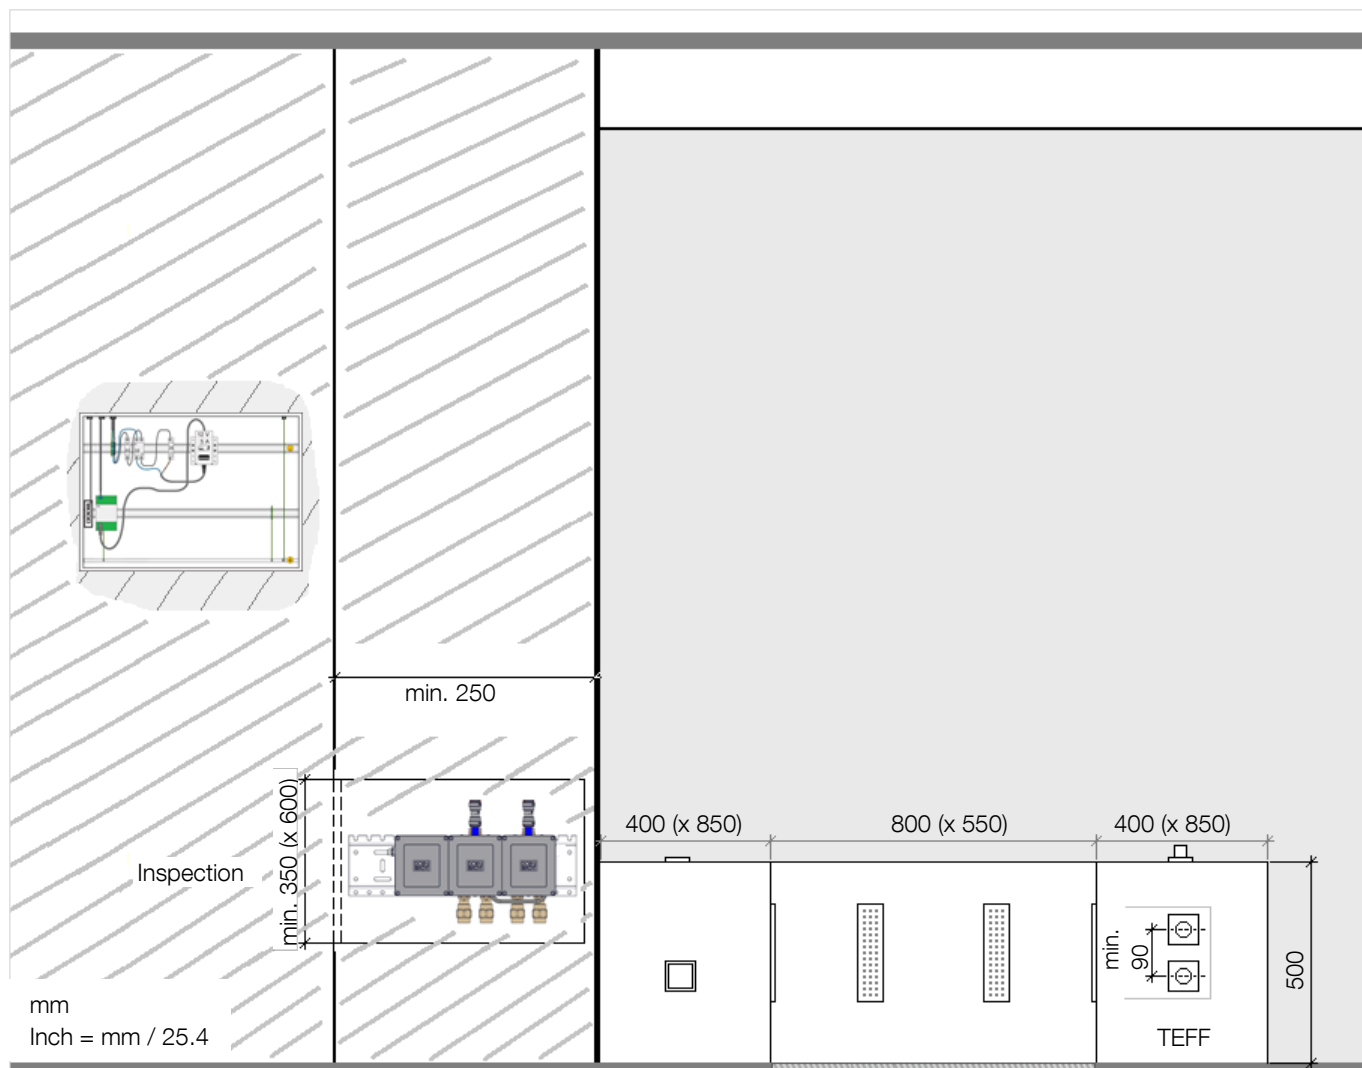 min. 250
400 (x 850)
800 (x 550)
400 (x 850)
min. 350 (x 600)
Inspection
min.
90
500
TEFF
mm
Inch = mm / 25.4